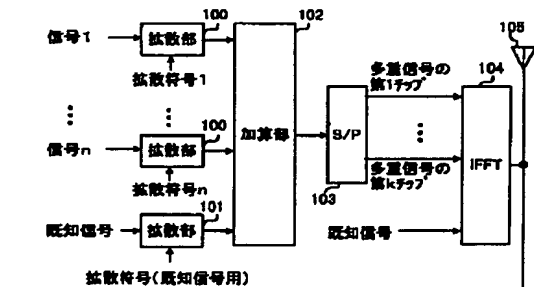 100
102
105
信号1
拡散部
多重信号の
第1チップ
104
拡散符号1
100
加算部
S/P
IFFT
信号n
拡散部
多重信号の
第kチップ
拡散符号n
103
101
既知信号
拡散部
既知信号
拡散符号(既知信号用)